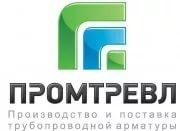 ПРОМТРЕВЛ
Производство и поставка
трубопроводной арматуры